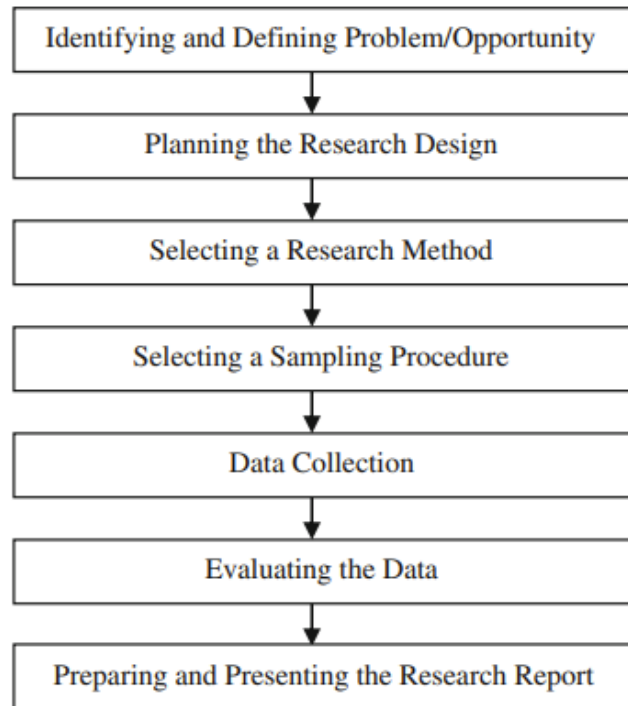 Identifying and Defining Problem/Opportunity
Planning the Research Design
Selecting a Research Method
Selecting a Sampling Procedure
Data Collection
Evaluating the Data
Preparing and Presenting the Research Report